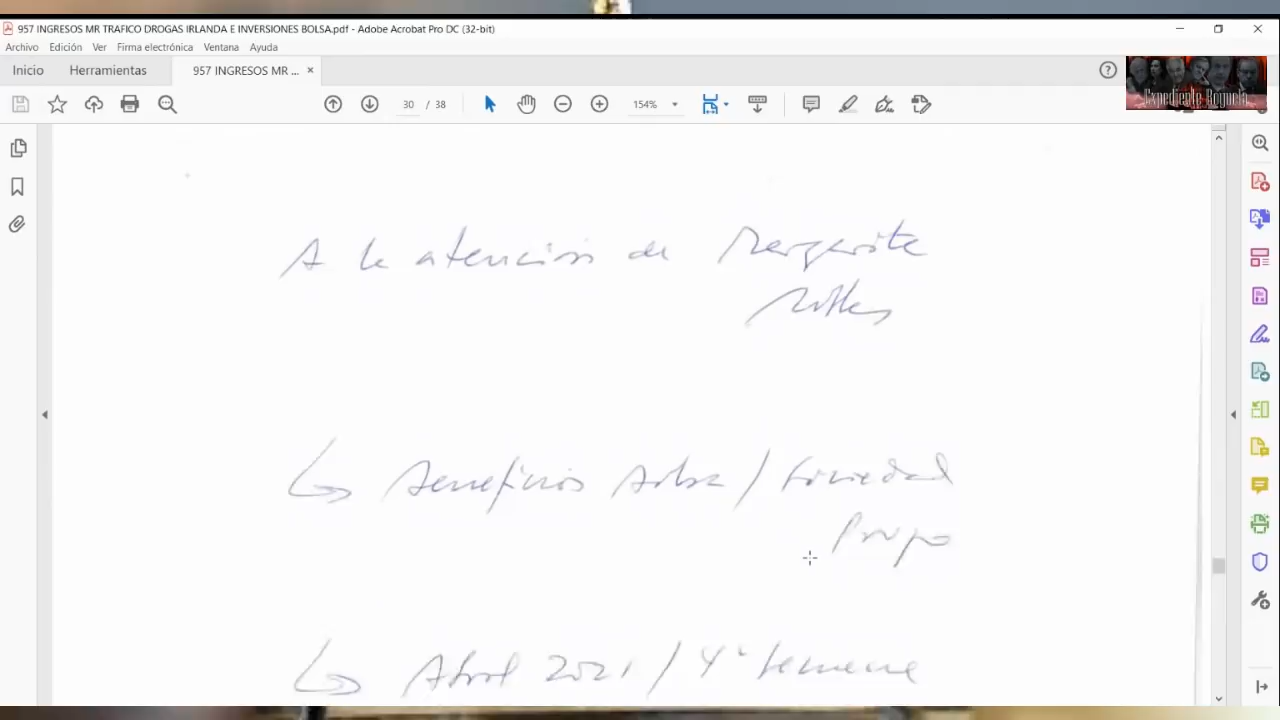 957 INGRESOS MR TRAFICO DROGAS IRLANDA E INVERSIONES BOLSA.pdf - Adobe Acrobat Pro DC (32-bit)
Archivo Edición Ver Firma electrónica Ventana Ayuda
Inicio Herramientas 957 INGRESOS MR ... ×
30 / 38 154%
Expediente Royuela
A la atención de Margarita
Robles
Beneficios Bolsa / Sociedad
Grupo
Abril 2021 / 4ª semana